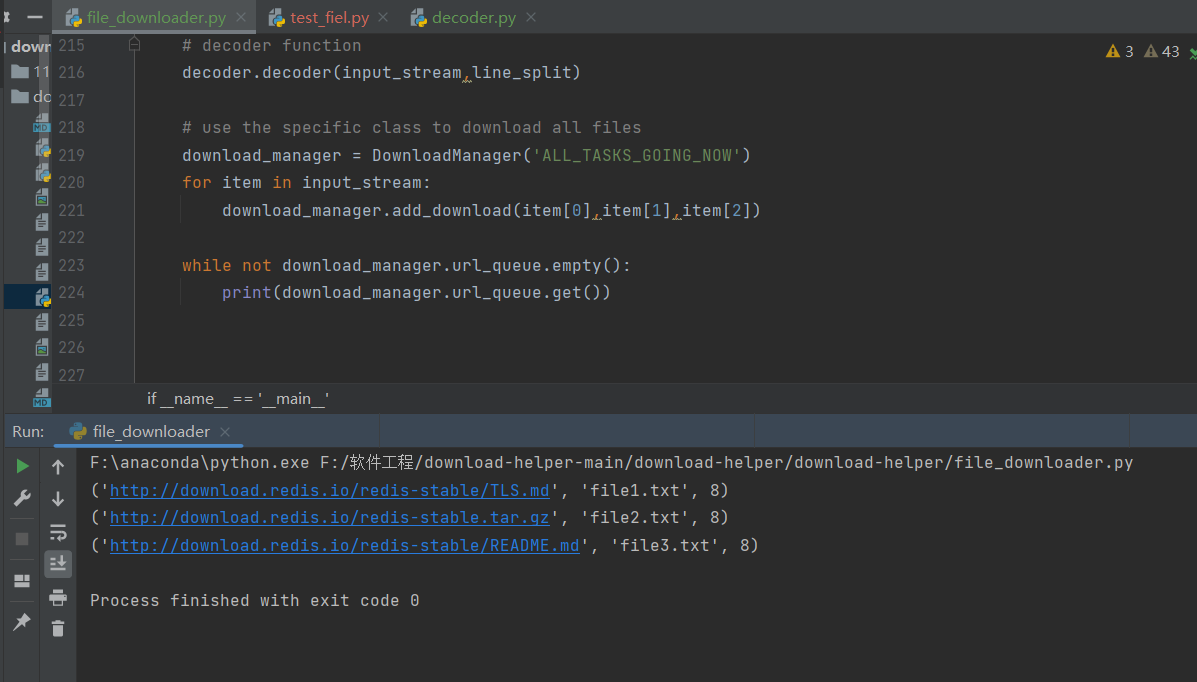 file_downloader.py test_fiel.py decoder.py
down
11
dc
3 43
215 # decoder function
216 decoder.decoder(input_stream,line_split)
217
218 # use the specific class to download all files
219 download_manager = DownloadManager('ALL_TASKS_GOING_NOW')
220 for item in input_stream:
221 download_manager.add_download(item[0],item[1],item[2])
222
223 while not download_manager.url_queue.empty():
224 print(download_manager.url_queue.get())
225
226
227
if __name__ == '__main__'
Run: file_downloader
F:\anaconda\python.exe F:/软件工程/download-helper-main/download-helper/download-helper/file_downloader.py
('http://download.redis.io/redis-stable/TLS.md', 'file1.txt', 8)
('http://download.redis.io/redis-stable.tar.gz', 'file2.txt', 8)
('http://download.redis.io/redis-stable/README.md', 'file3.txt', 8)
Process finished with exit code 0